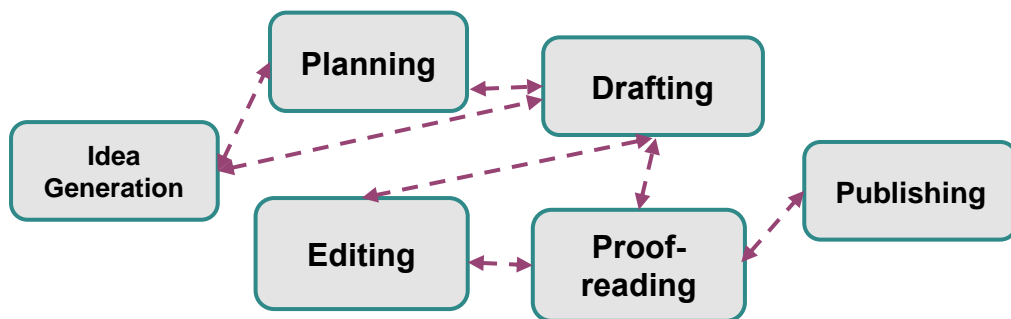 Planning
Drafting
Idea
Generation
Publishing
Editing
Proof-
reading